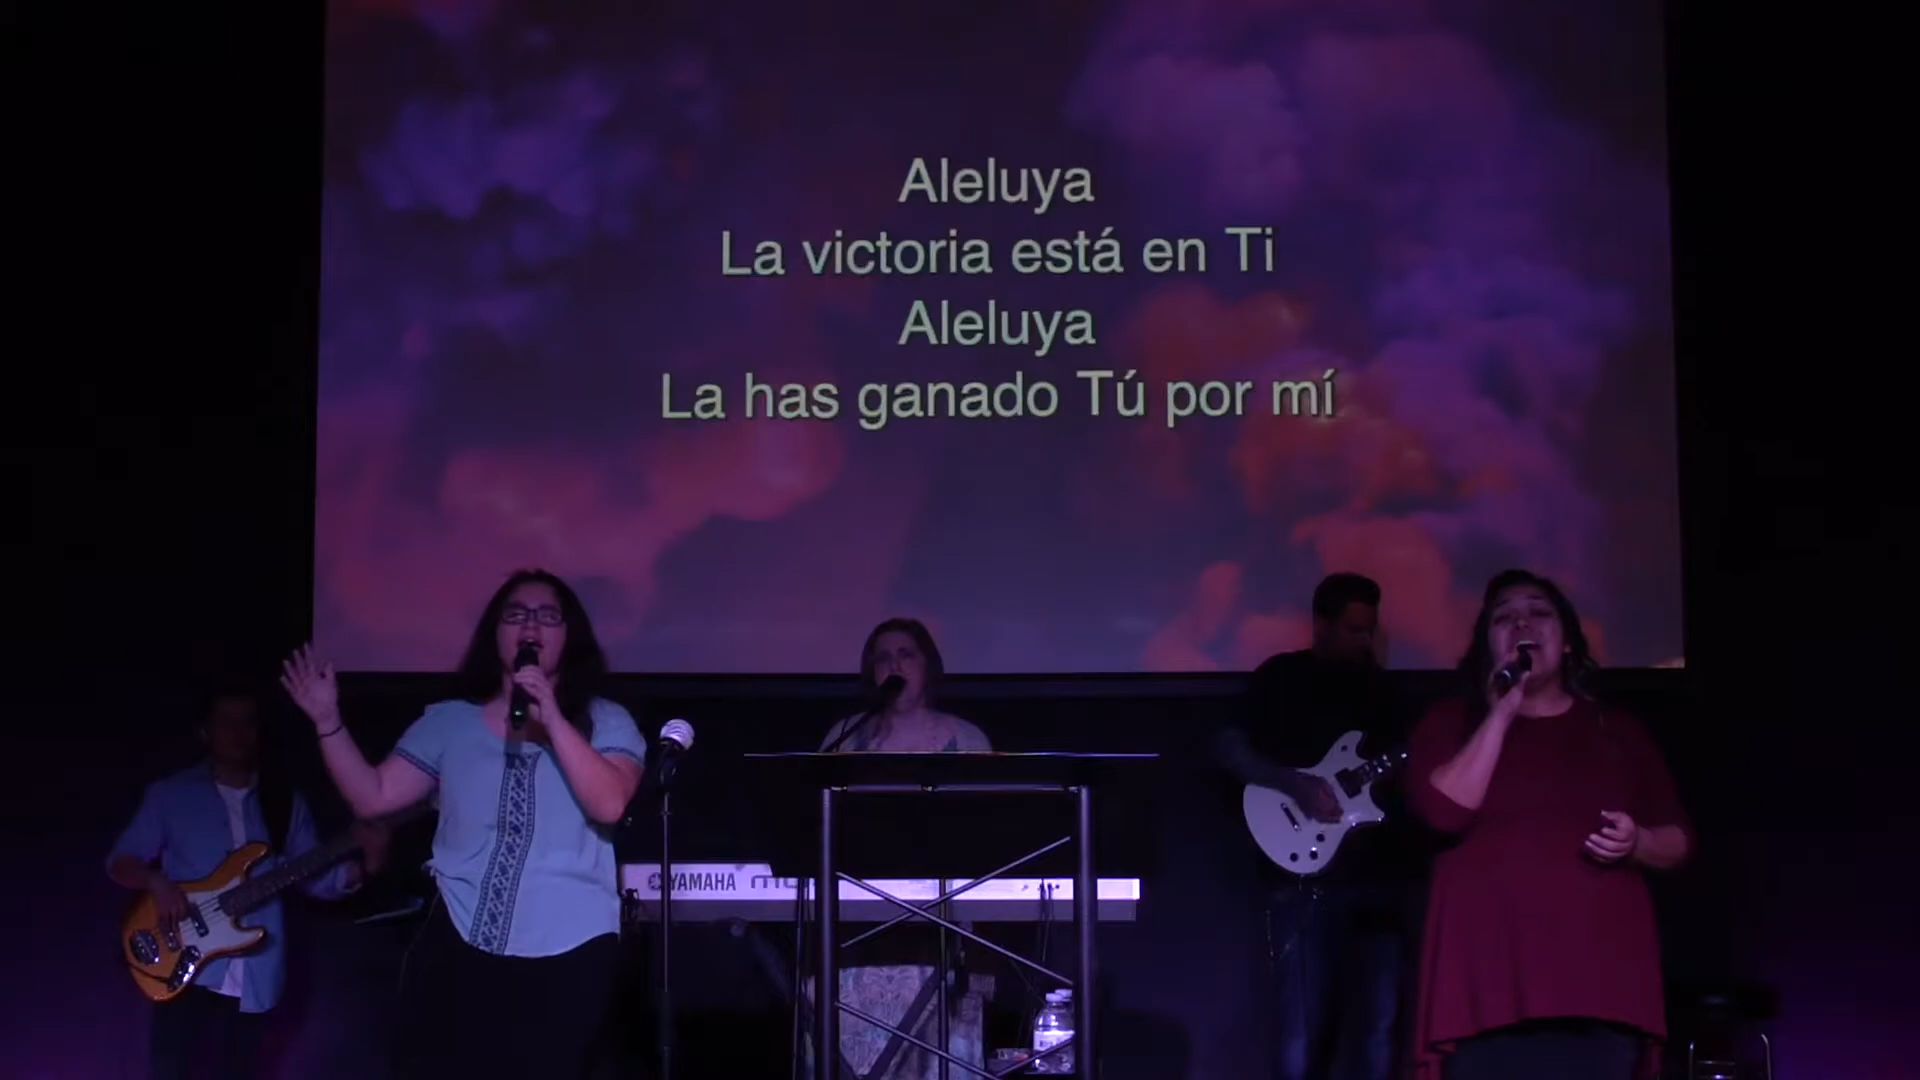 Aleluya
La victoria está en Ti
Aleluya
La has ganado Tú por mí
YAMAHA